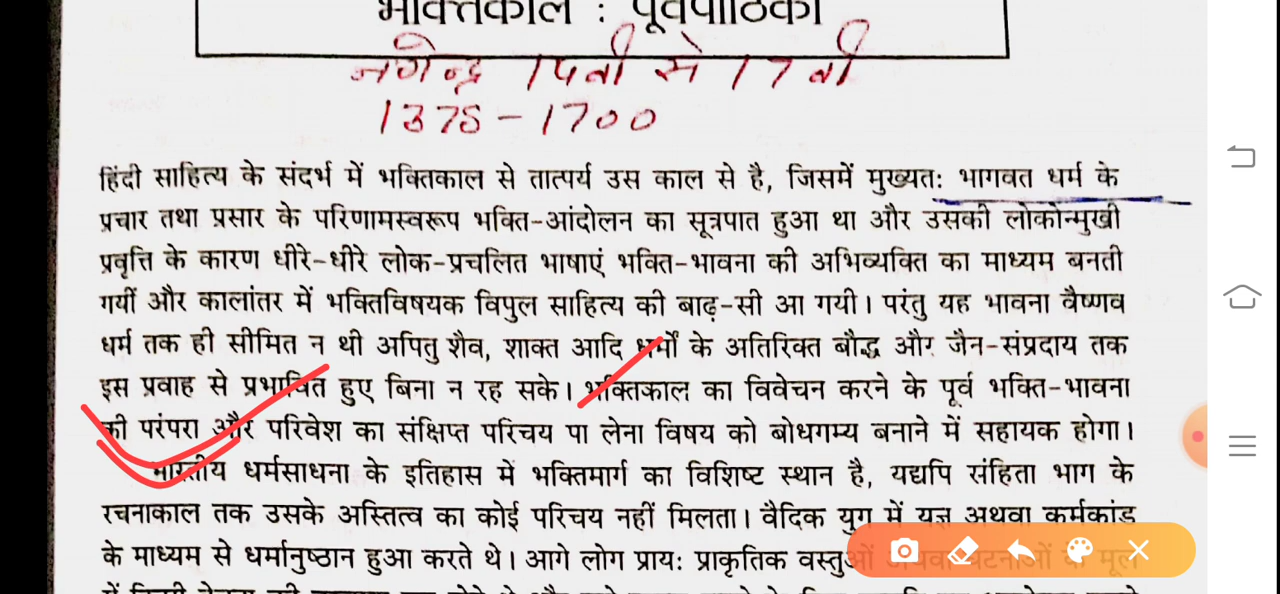 भक्तिकाल : पूर्वपीठिका
नगेन्द्र 14वी से 17वी
1375-1700
हिंदी साहित्य के संदर्भ में भक्तिकाल से तात्पर्य उस काल से है, जिसमें मुख्यतः भागवत धर्म के
प्रचार तथा प्रसार के परिणामस्वरूप भक्ति-आंदोलन का सूत्रपात हुआ था और उसकी लोकोन्मुखी
प्रवृत्ति के कारण धीरे-धीरे लोक-प्रचलित भाषाएं भक्ति-भावना की अभिव्यक्ति का माध्यम बनती
गयीं और कालांतर में भक्तिविषयक विपुल साहित्य की बाढ़-सी आ गयी। परंतु यह भावना वैष्णव
धर्म तक ही सीमित न थी अपितु शैव, शाक्त आदि धर्मों के अतिरिक्त बौद्ध और जैन-संप्रदाय तक
इस प्रवाह से प्रभावित हुए बिना न रह सके। भक्तिकाल का विवेचन करने के पूर्व भक्ति-भावना
की परंपरा और परिवेश का संक्षिप्त परिचय पा लेना विषय को बोधगम्य बनाने में सहायक होगा।
भारतीय धर्मसाधना के इतिहास में भक्तिमार्ग का विशिष्ट स्थान है, यद्यपि संहिता भाग के
रचनाकाल तक उसके अस्तित्व का कोई परिचय नहीं मिलता। वैदिक युग में यज्ञ अथवा कर्मकांड
के माध्यम से धर्मानुष्ठान हुआ करते थे। आगे लोग प्रायः प्राकृतिक वस्तुओं अथवा घटनाओं के मूल